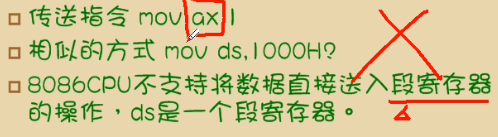 传送指令 mov ax,1
相似的方式 mov ds,1000H?
8086CPU不支持将数据直接送入段寄存器
的操作，ds是一个段寄存器。